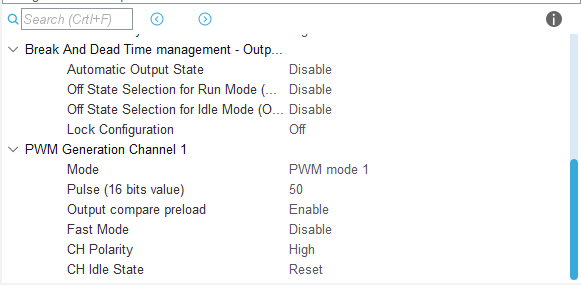 Search (Crtl+F)
Break And Dead Time management - Outp...
Automatic Output State Disable
Off State Selection for Run Mode (... Disable
Off State Selection for Idle Mode (O... Disable
Lock Configuration Off
PWM Generation Channel 1
Mode PWM mode 1
Pulse (16 bits value) 50
Output compare preload Enable
Fast Mode Disable
CH Polarity High
CH Idle State Reset